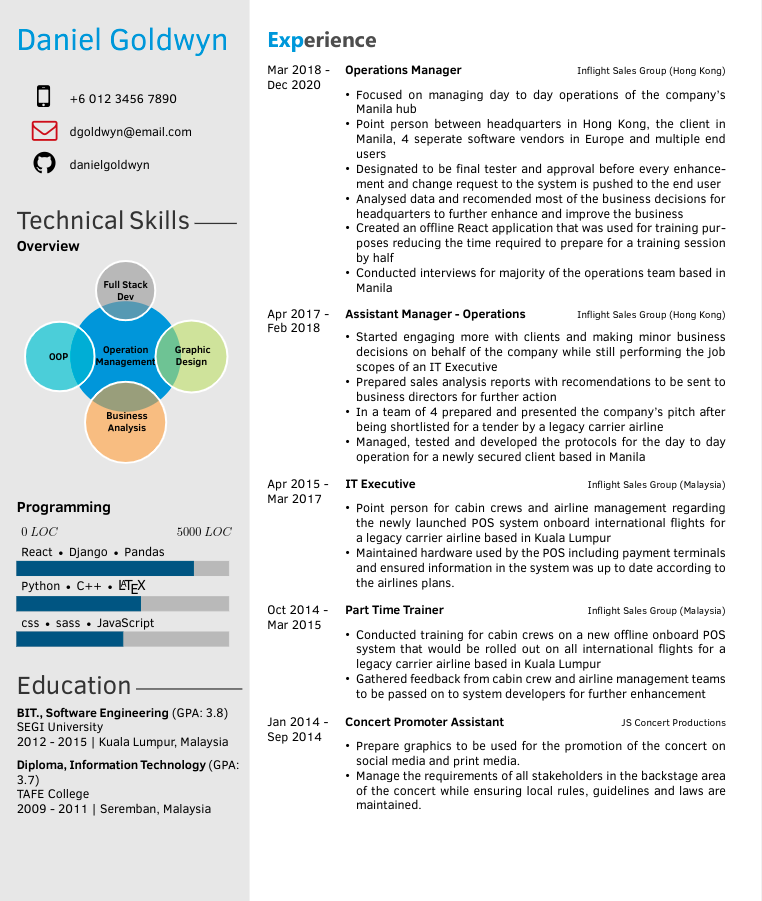 Daniel Goldwyn
+6 012 3456 7890
dgoldwyn@email.com
danielgoldwyn
Technical Skills
Overview
Full Stack
Dev
OOP
Operation
Management
Graphic
Design
Business
Analysis
Programming
0 LOC
5000 LOC
React • Django • Pandas
Python • C++ • LATEX
css • sass • JavaScript
Education
BIT., Software Engineering (GPA: 3.8)
SEGI University
2012 - 2015 | Kuala Lumpur, Malaysia
Diploma, Information Technology (GPA:
3.7)
TAFE College
2009 - 2011 | Seremban, Malaysia
Experience
Mar 2018 -
Dec 2020
Operations Manager
Inflight Sales Group (Hong Kong)
• Focused on managing day to day operations of the company's
Manila hub
• Point person between headquarters in Hong Kong, the client in
Manila, 4 seperate software vendors in Europe and multiple end
users
• Designated to be final tester and approval before every enhance-
ment and change request to the system is pushed to the end user
• Analysed data and recomended most of the business decisions for
headquarters to further enhance and improve the business
• Created an offline React application that was used for training pur-
poses reducing the time required to prepare for a training session
by half
• Conducted interviews for majority of the operations team based in
Manila
Apr 2017 -
Feb 2018
Assistant Manager - Operations
Inflight Sales Group (Hong Kong)
• Started engaging more with clients and making minor business
decisions on behalf of the company while still performing the job
scopes of an IT Executive
• Prepared sales analysis reports with recomendations to be sent to
business directors for further action
• In a team of 4 prepared and presented the company's pitch after
being shortlisted for a tender by a legacy carrier airline
• Managed, tested and developed the protocols for the day to day
operation for a newly secured client based in Manila
Apr 2015 -
Mar 2017
IT Executive
Inflight Sales Group (Malaysia)
• Point person for cabin crews and airline management regarding
the newly launched POS system onboard international flights for
a legacy carrier airline based in Kuala Lumpur
• Maintained hardware used by the POS including payment terminals
and ensured information in the system was up to date according to
the airlines plans.
Oct 2014 -
Mar 2015
Part Time Trainer
Inflight Sales Group (Malaysia)
• Conducted training for cabin crews on a new offline onboard POS
system that would be rolled out on all international flights for a
legacy carrier airline based in Kuala Lumpur
• Gathered feedback from cabin crew and airline management teams
to be passed on to system developers for further enhancement
Jan 2014 -
Sep 2014
Concert Promoter Assistant
JS Concert Productions
• Prepare graphics to be used for the promotion of the concert on
social media and print media.
• Manage the requirements of all stakeholders in the backstage area
of the concert while ensuring local rules, guidelines and laws are
maintained.